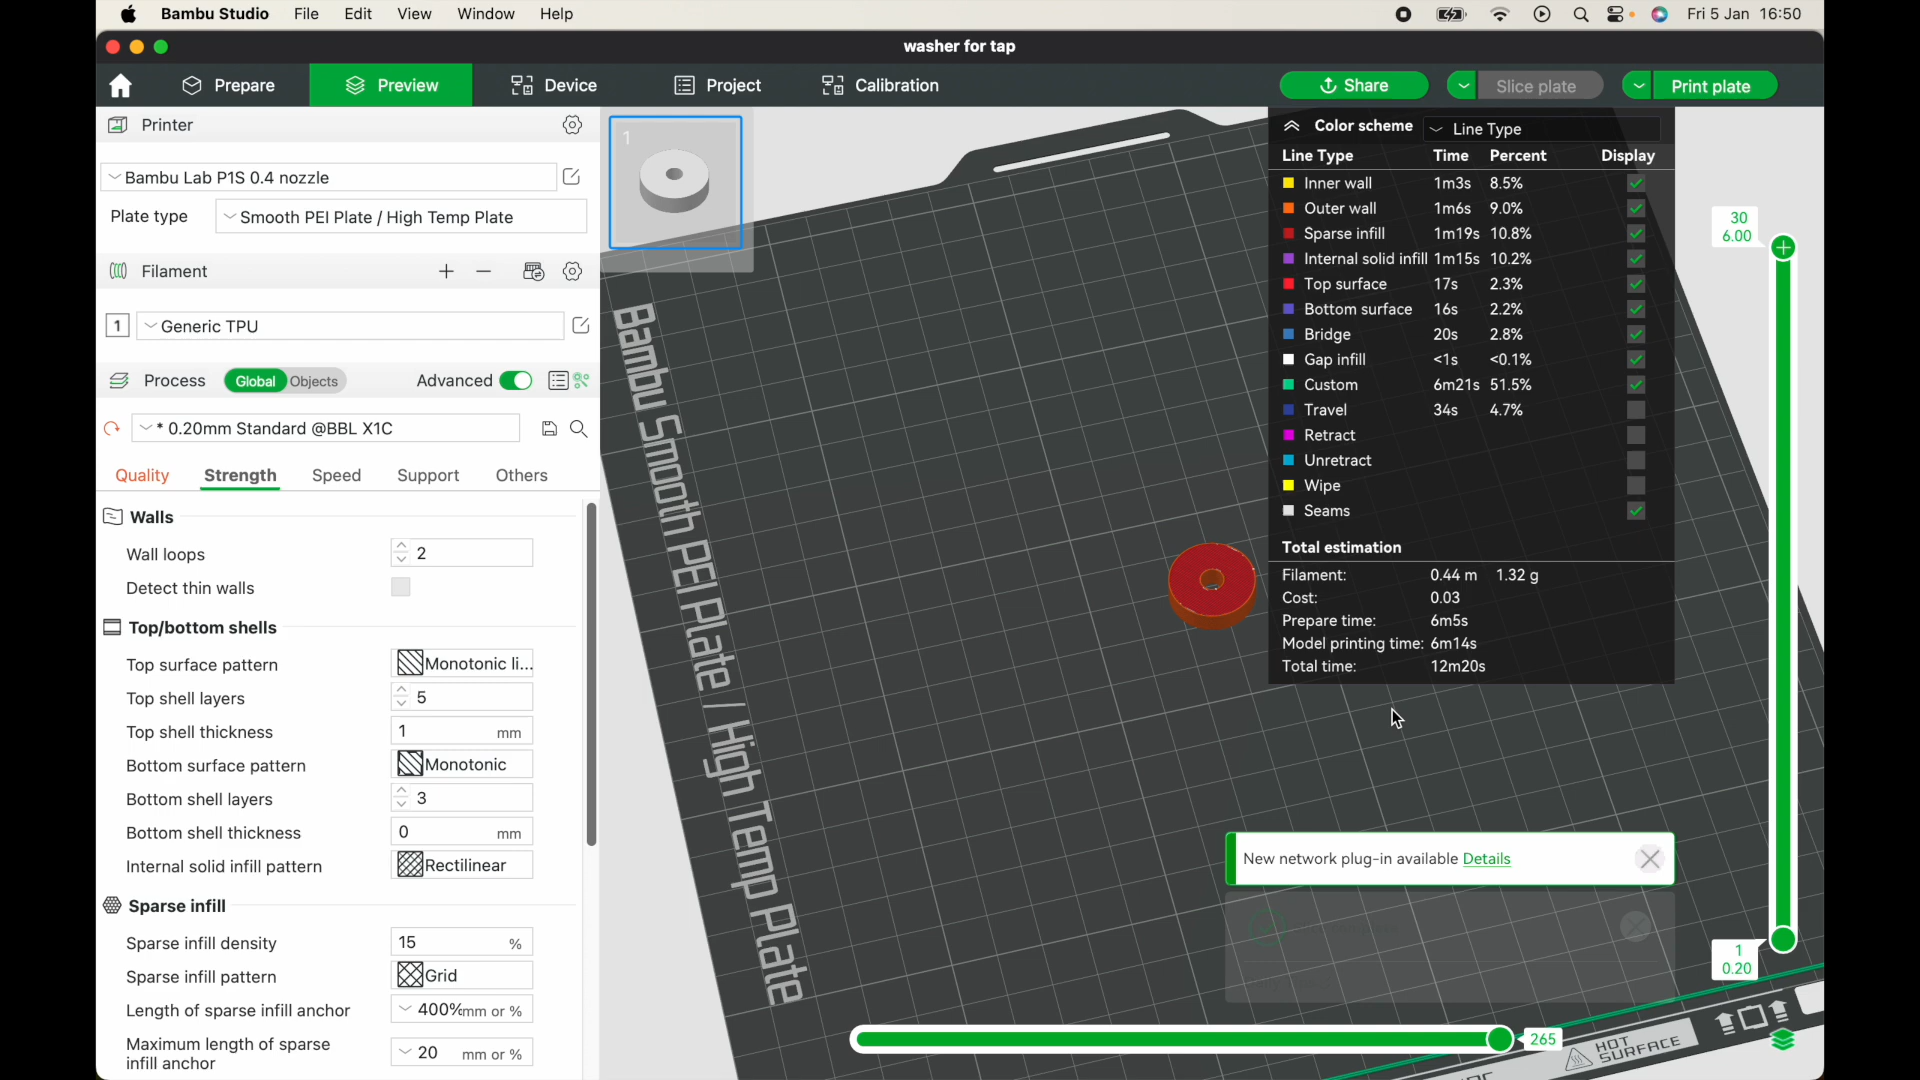 Bambu Studio File Edit View Window Help Fri 5 Jan 16:50
washer for tap
Prepare Preview Device Project Calibration Share Slice plate Print plate
Printer
Bambu Lab P1S 0.4 nozzle
Plate type Smooth PEI Plate / High Temp Plate
Filament
1 Generic TPU
Process Global Objects Advanced
* 0.20mm Standard @BBL X1C
Quality Strength Speed Support Others
Walls
Wall loops 2
Detect thin walls
Top/bottom shells
Top surface pattern Monotonic li...
Top shell layers 5
Top shell thickness 1 mm
Bottom surface pattern Monotonic
Bottom shell layers 3
Bottom shell thickness 0 mm
Internal solid infill pattern Rectilinear
Sparse infill
Sparse infill density 15 %
Sparse infill pattern Grid
Length of sparse infill anchor 400% mm or %
Maximum length of sparse
infill anchor 20 mm or %
1
Bambu Smooth PEI Plate / High Temp Plate
Color scheme Line Type
Line Type Time Percent Display
Inner wall 1m3s 8.5%
Outer wall 1m6s 9.0%
Sparse infill 1m19s 10.8%
Internal solid infill 1m15s 10.2%
Top surface 17s 2.3%
Bottom surface 16s 2.2%
Bridge 20s 2.8%
Gap infill <1s <0.1%
Custom 6m21s 51.5%
Travel 34s 4.7%
Retract
Unretract
Wipe
Seams
Total estimation
Filament: 0.44 m 1.32 g
Cost: 0.03
Prepare time: 6m5s
Model printing time: 6m14s
Total time: 12m20s
30
6.00
New network plug-in available Details
1
0.20
265
HOT
SURFACE